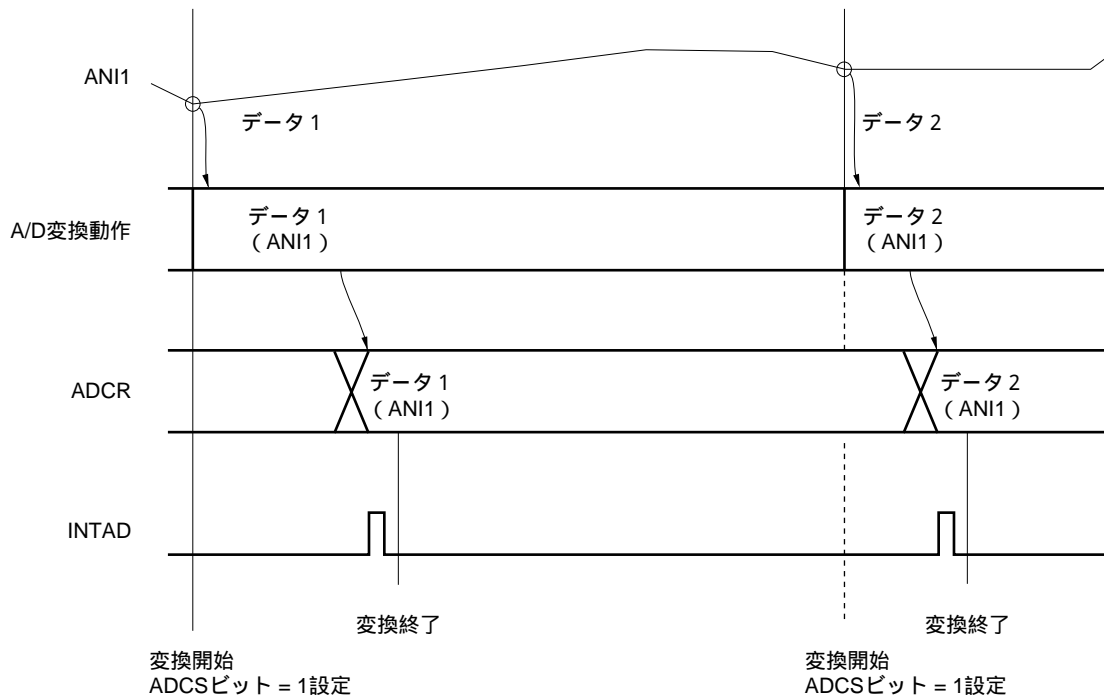 ANI1
データ 1
データ 2
A/D変換動作
データ 1
（ANI1）
データ 2
（ANI1）
ADCR
データ 1
（ANI1）
データ 2
（ANI1）
INTAD
変換終了
変換終了
変換開始
ADCSビット = 1設定
変換開始
ADCSビット = 1設定